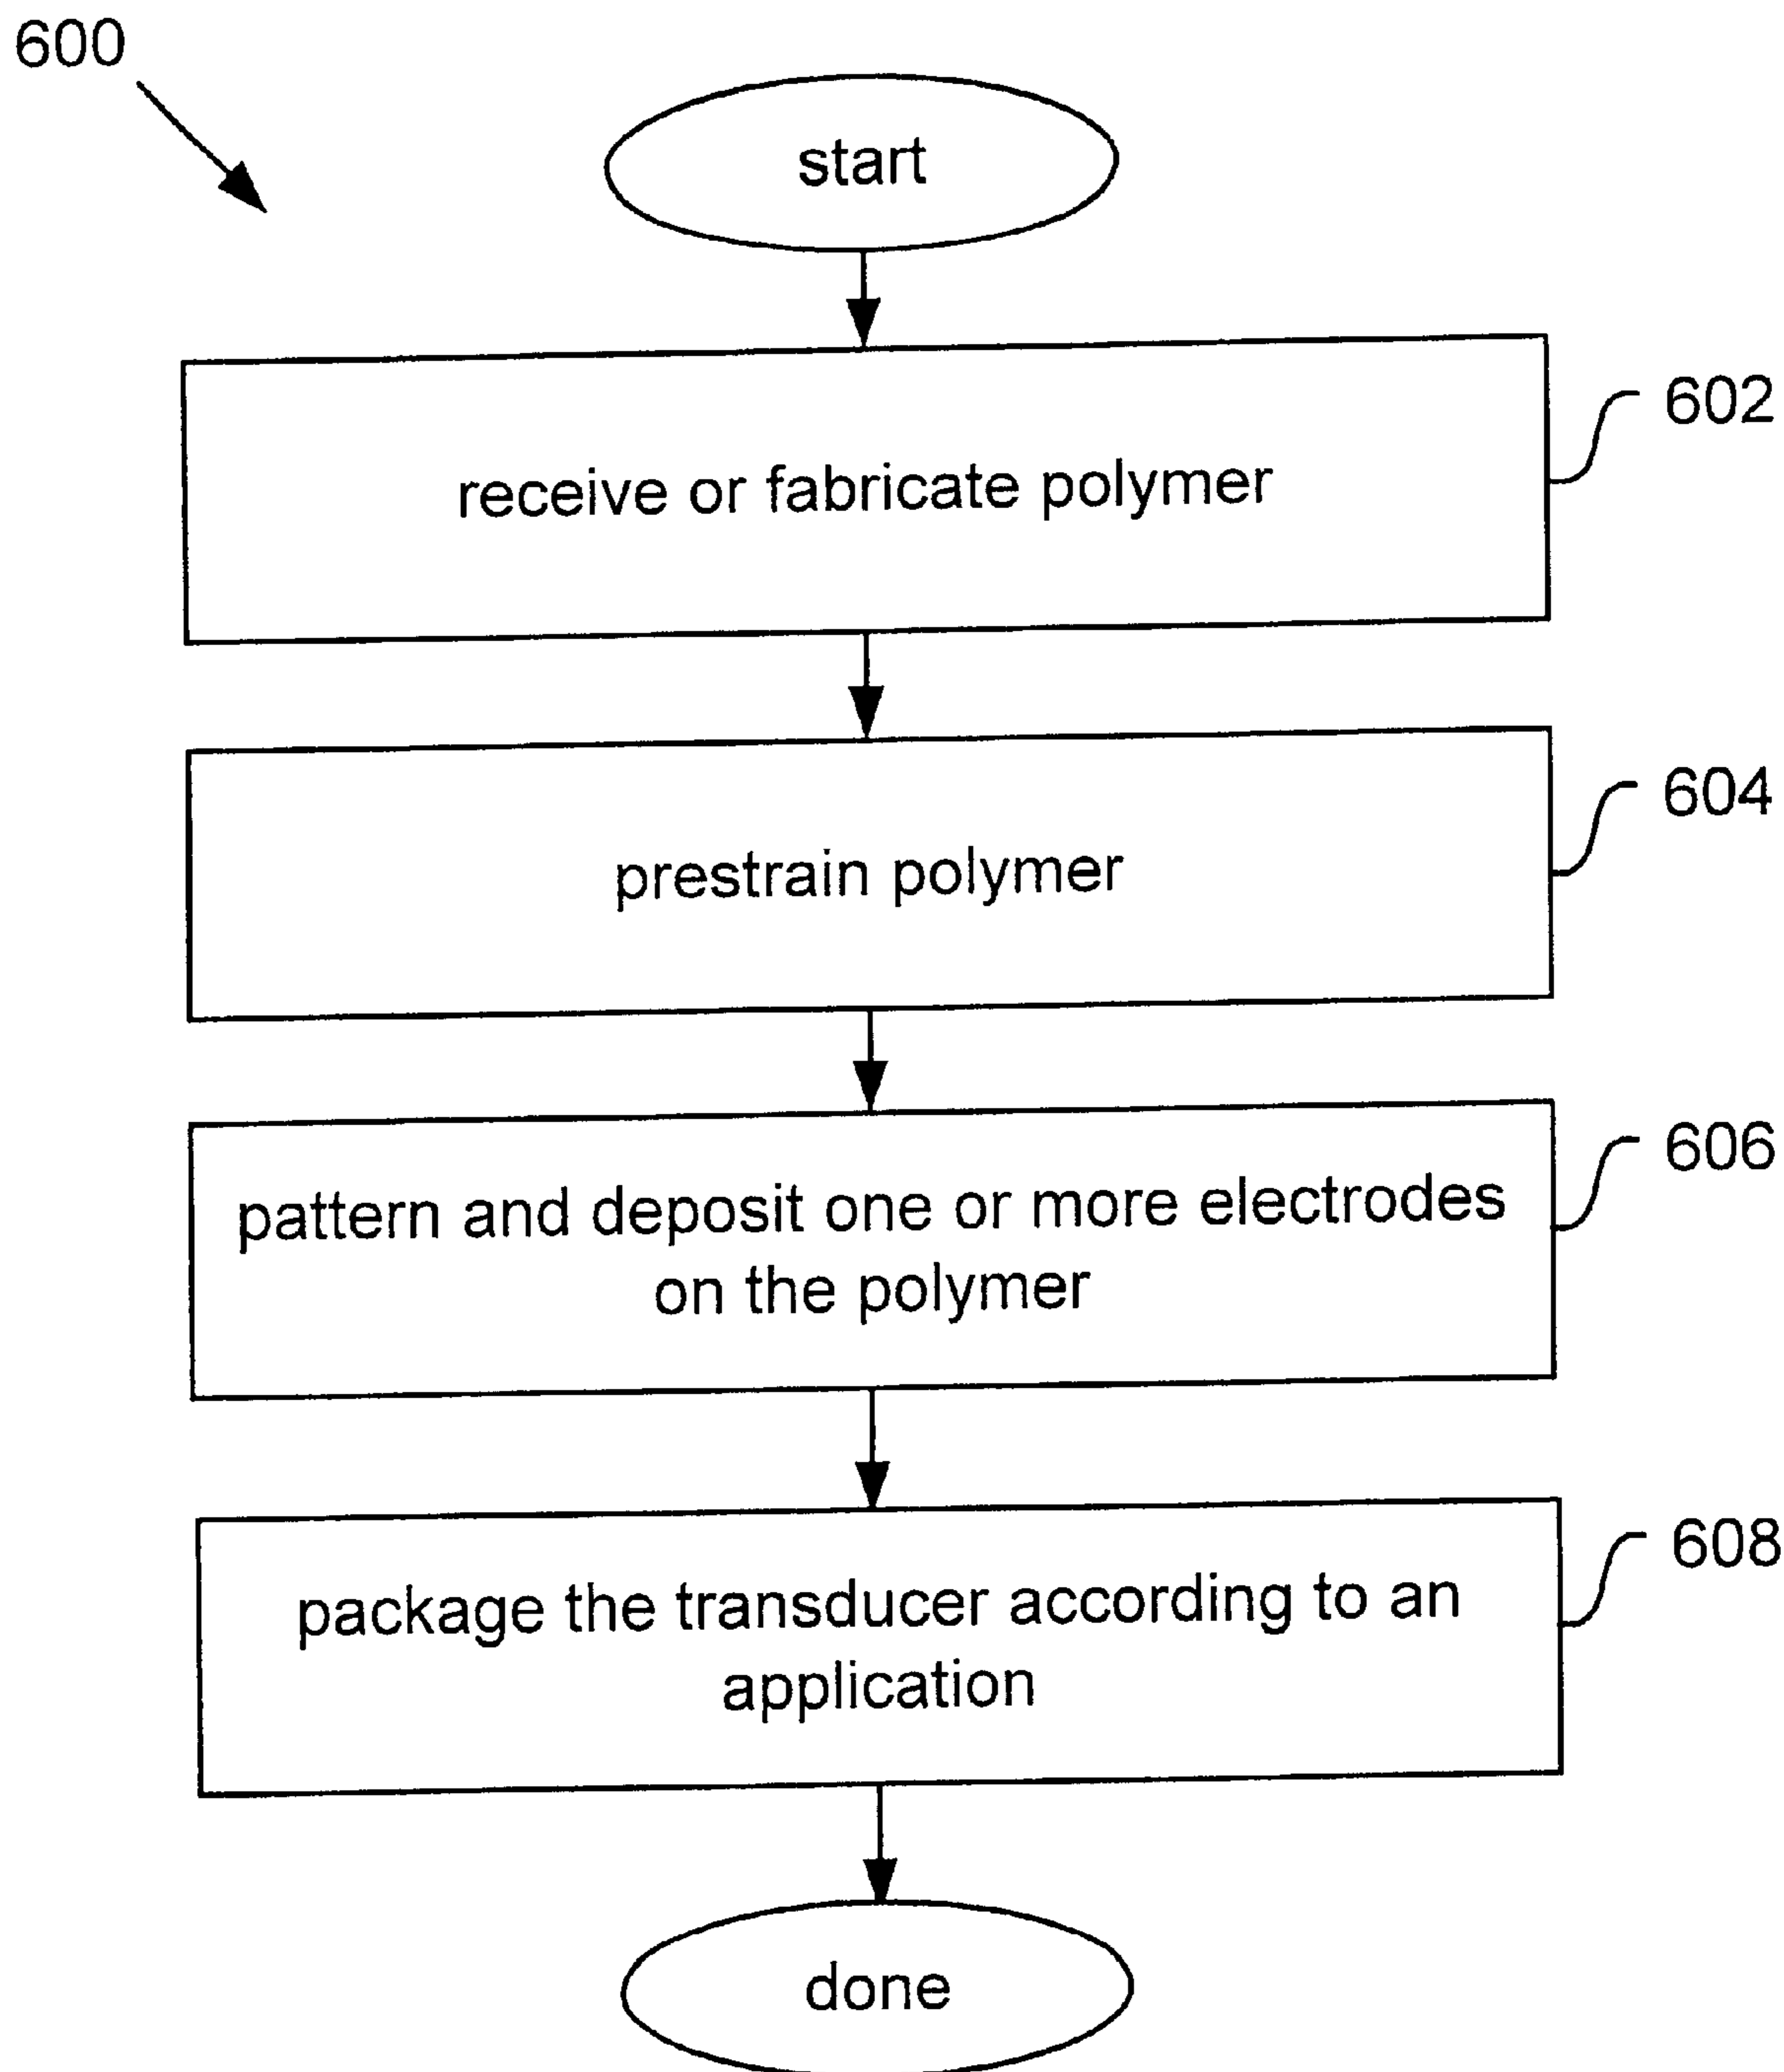 600
start
receive or fabricate polymer
602
prestrain polymer
604
pattern and deposit one or more electrodes
on the polymer
606
package the transducer according to an
application
608
done